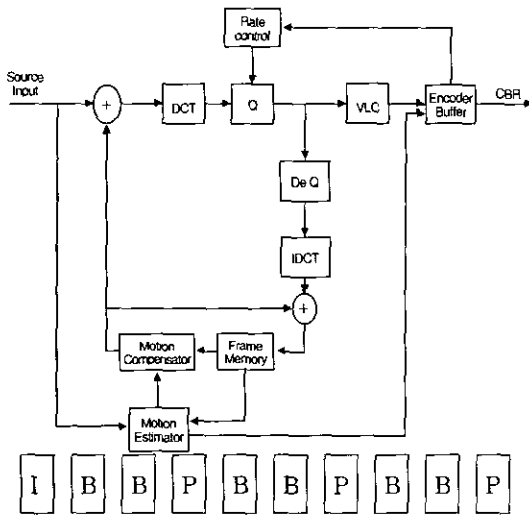 Rate
control
Source
Input
+
DCT
Q
VLC
Encoder
Buffer
CBR
De Q
IDCT
+
Motion
Compensator
Frame
Memory
Motion
Estimator
I B B P B B P B B P